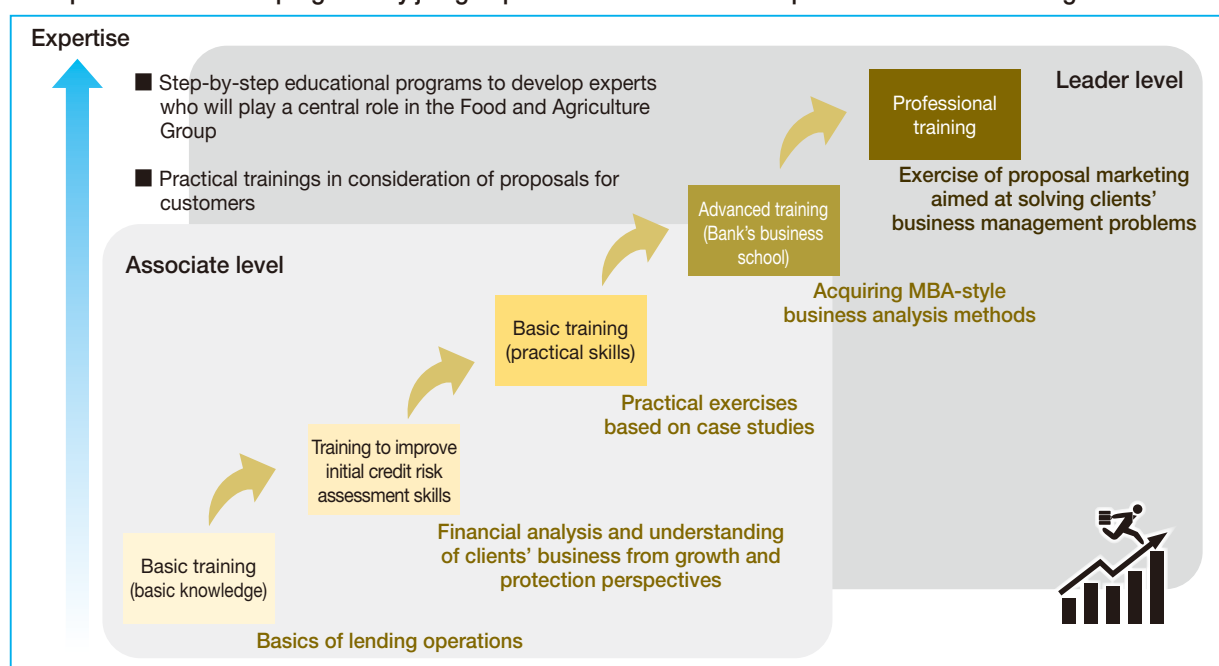 Expertise
■ Step-by-step educational programs to develop experts
who will play a central role in the Food and Agriculture
Group
■ Practical trainings in consideration of proposals for
customers
Leader level
Professional
training
Exercise of proposal marketing
aimed at solving clients’
business management problems
Advanced training
(Bank’s business
school)
Acquiring MBA-style
business analysis methods
Associate level
Basic training
(practical skills)
Practical exercises
based on case studies
Training to improve
initial credit risk
assessment skills
Financial analysis and understanding
of clients’ business from growth and
protection perspectives
Basic training
(basic knowledge)
Basics of lending operations